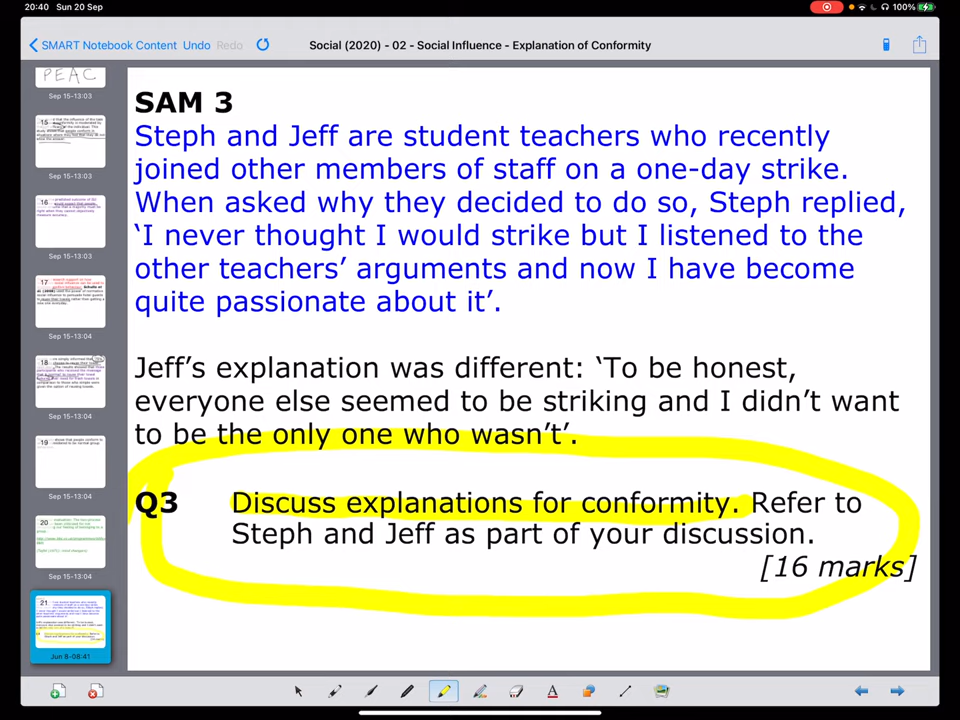 20:40 Sun 20 Sep
100%
SMART Notebook Content Undo Redo
Social (2020) - 02 - Social Influence - Explanation of Conformity
PEAC
Sep 15-13:03
15
Sep 15-13:03
16
Sep 15-13:03
17
Sep 15-13:04
18
Sep 15-13:04
19
Sep 15-13:04
20
Sep 15-13:04
21
Jun 8-08:41
SAM 3
Steph and Jeff are student teachers who recently
joined other members of staff on a one-day strike.
When asked why they decided to do so, Steph replied,
‘I never thought I would strike but I listened to the
other teachers’ arguments and now I have become
quite passionate about it’.
Jeff’s explanation was different: ‘To be honest,
everyone else seemed to be striking and I didn’t want
to be the only one who wasn’t’.
Q3 Discuss explanations for conformity. Refer to
Steph and Jeff as part of your discussion.
[16 marks]